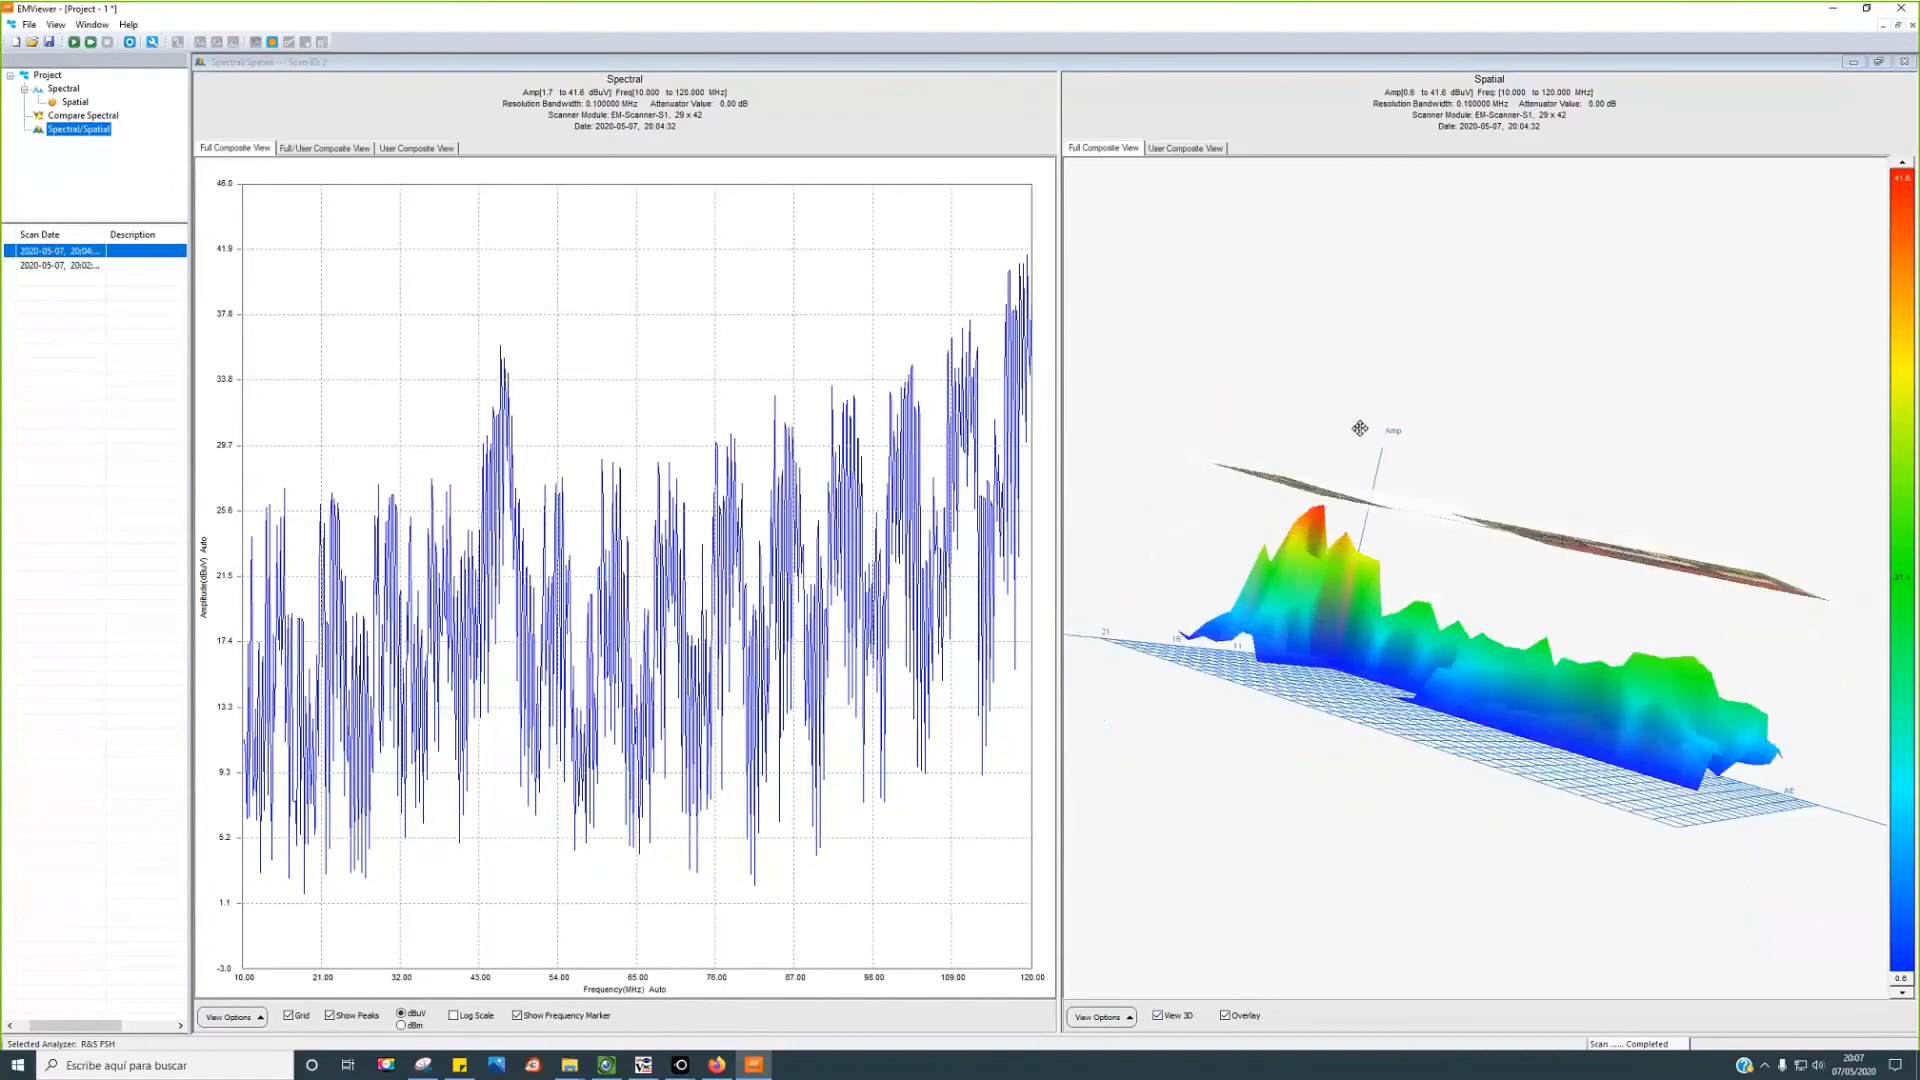 EMViewer - [Project - 1 *]
File View Window Help
Project
Spectral
Spatial
Compare Spectral
Spectral/Spatial
Scan Date Description
2020-05-07, 20:04:...
2020-05-07, 20:02:...
Spectral/Spatial --- Scan ID: 2
Spectral
Amp[1.7 to 41.6 dBuV] Freq[10.000 to 120.000 MHz]
Resolution Bandwidth: 0.100000 MHz Attenuator Value: 0.00 dB
Scanner Module: EM-Scanner-S1, 29 x 42
Date: 2020-05-07, 20:04:32
Full Composite View Full/User Composite View User Composite View
46.0
41.9
37.8
33.8
29.7
25.6
21.5
17.4
13.3
9.3
5.2
1.1
-3.0
Amplitude(dBuV) Auto
10.00 21.00 32.00 43.00 54.00 65.00 76.00 87.00 98.00 109.00 120.00
Frequency(MHz) Auto
View Options Grid Show Peaks dBuV dBm Log Scale Show Frequency Marker
Spatial
Amp[0.6 to 41.6 dBuV] Freq: [10.000 to 120.000 MHz]
Resolution Bandwidth: 0.100000 MHz Attenuator Value: 0.00 dB
Scanner Module: EM-Scanner-S1, 29 x 42
Date: 2020-05-07, 20:04:32
Full Composite View User Composite View
Amp
21
16
11
AE
41.6
21.1
0.6
View Options View 3D Overlay
Selected Analyzer: R&S FSH
Scan ...... Completed
Escribe aquí para buscar
20:07
07/05/2020